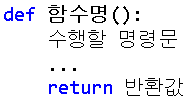 def 함수명():
    수행할 명령문
    ...
    return 반환값